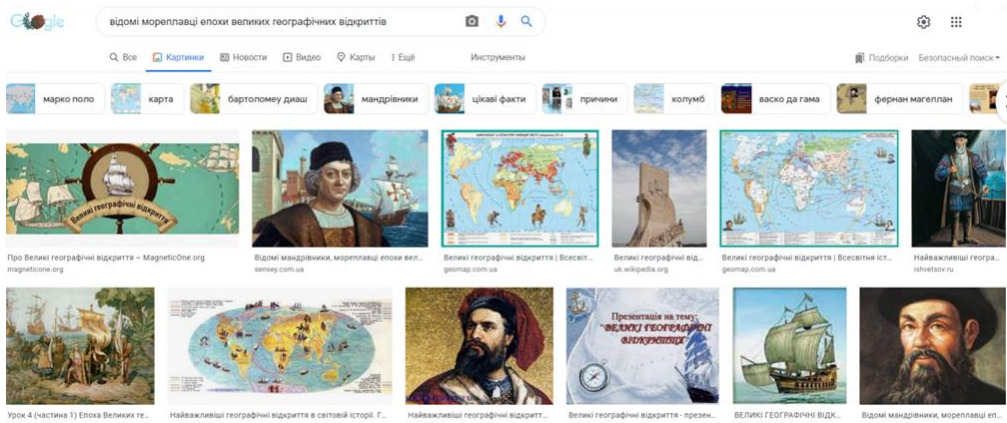 Google
відомі мореплавці епохи великих географічних відкриттів
Все Картинки Новости Видео Карты Ещё Инструменты Подборки Безопасный поиск
марко поло карта бартоломеу диаш мандрівники цікаві факти причини колумб васко да гама фернан магеллан
Великі географічні відкриття
Про Великі географічні відкриття – MagneticOne.org
magneticone.org
Відомі мандрівники, мореплавці епохи вел...
sensey.com.ua
Великі географічні відкриття | Всесвіт...
geomap.com.ua
Великі географічні від...
uk.wikipedia.org
Великі географічні відкриття | Всесвітня іст...
geomap.com.ua
Найважливіші геогра...
ishvetsov.ru
Презентація на тему:
"ВЕЛИКІ ГЕОГРАФІЧНІ
Урок 4 (частина 1) Епоха Великих ге...
Найважливіші географічні відкриття в світовій історії. Г...
Найважливіші географічні відкритт...
Великі географічні відкриття - презен...
ВЕЛИКІ ГЕОГРАФІЧНІ ВІДК...
Відомі мандрівники, мореплавці еп...